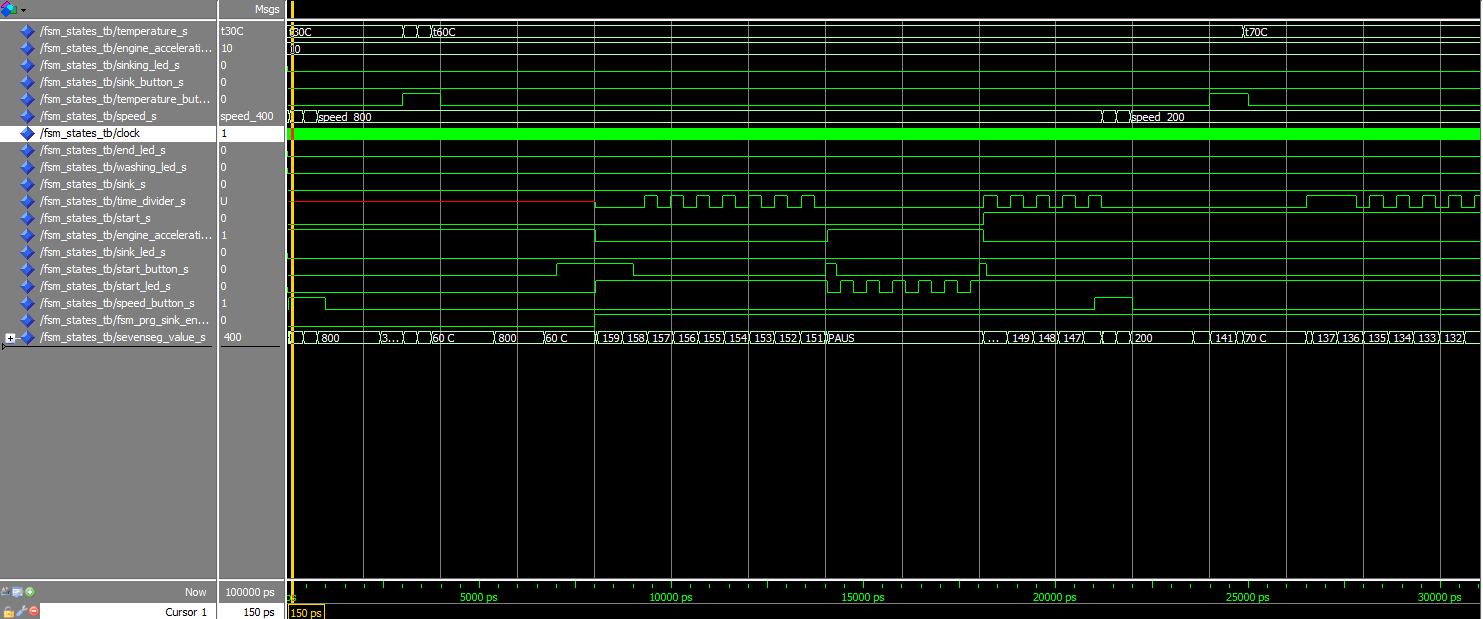 Msgs
/fsm_states_tb/temperature_s t30C t30C t60C t70C
/fsm_states_tb/engine_accelerati... 10 10
/fsm_states_tb/sinking_led_s 0
/fsm_states_tb/sink_button_s 0
/fsm_states_tb/temperature_but... 0
/fsm_states_tb/speed_s speed_400 speed_800 speed_200
/fsm_states_tb/clock 1
/fsm_states_tb/end_led_s 0
/fsm_states_tb/washing_led_s 0
/fsm_states_tb/sink_s 0
/fsm_states_tb/time_divider_s U
/fsm_states_tb/start_s 0
/fsm_states_tb/engine_accelerati... 1
/fsm_states_tb/sink_led_s 0
/fsm_states_tb/start_button_s 0
/fsm_states_tb/start_led_s 0
/fsm_states_tb/speed_button_s 1
/fsm_states_tb/fsm_prg_sink_en... 0
/fsm_states_tb/sevenseg_value_s 400 800 3... 60 C 800 60 C 159 158 157 156 155 154 153 152 151 PAUS ... 149 148 147 200 141 70 C 137 136 135 134 133 132
Now 100000 ps ps 5000 ps 10000 ps 15000 ps 20000 ps 25000 ps 30000 ps
Cursor 1 150 ps 150 ps